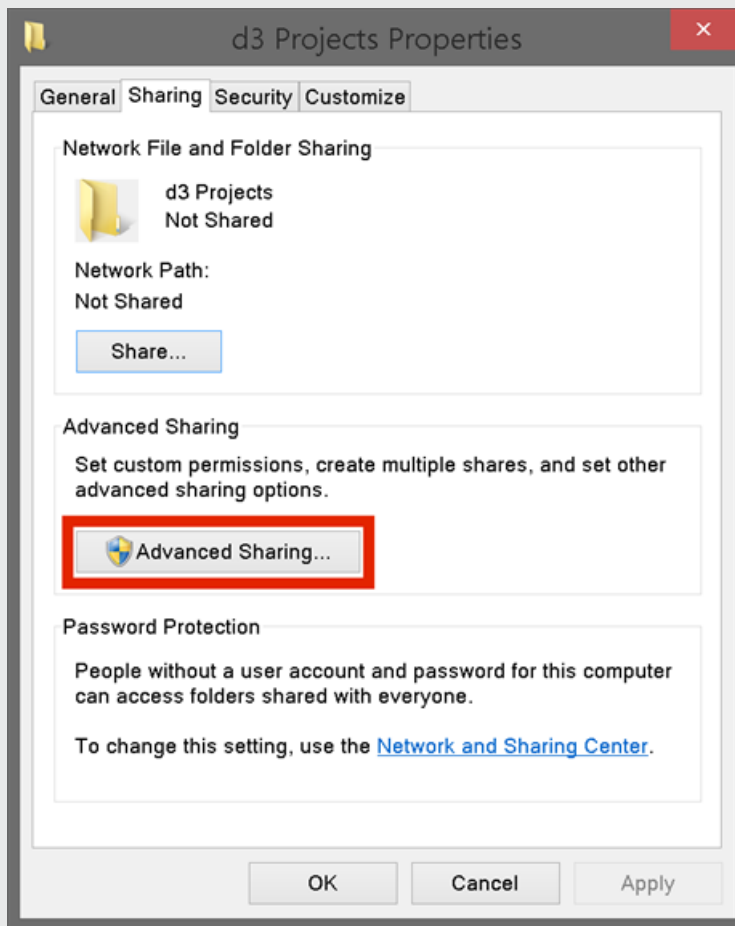 d3 Projects Properties
General Sharing Security Customize
Network File and Folder Sharing
d3 Projects
Not Shared
Network Path:
Not Shared
Share...
Advanced Sharing
Set custom permissions, create multiple shares, and set other
advanced sharing options.
Advanced Sharing...
Password Protection
People without a user account and password for this computer
can access folders shared with everyone.
To change this setting, use the Network and Sharing Center.
OK Cancel Apply